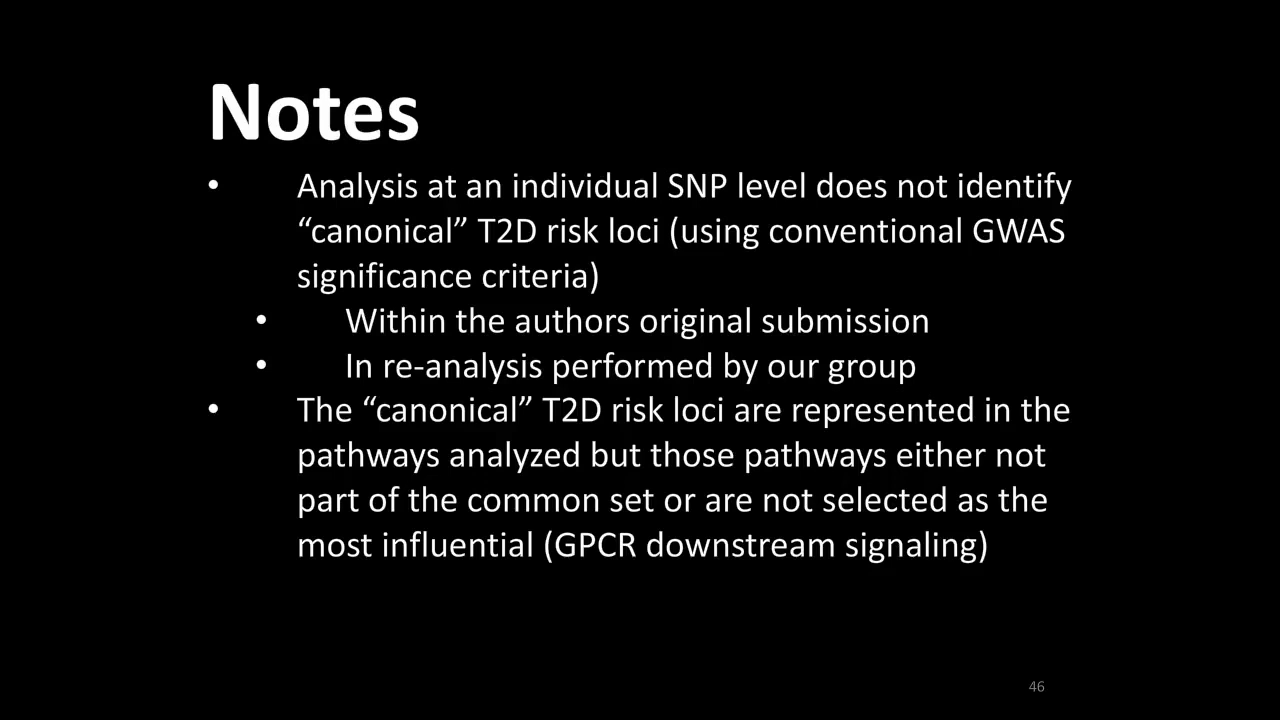 Notes
• Analysis at an individual SNP level does not identify
“canonical” T2D risk loci (using conventional GWAS
significance criteria)
• Within the authors original submission
• In re-analysis performed by our group
• The “canonical” T2D risk loci are represented in the
pathways analyzed but those pathways either not
part of the common set or are not selected as the
most influential (GPCR downstream signaling)
46